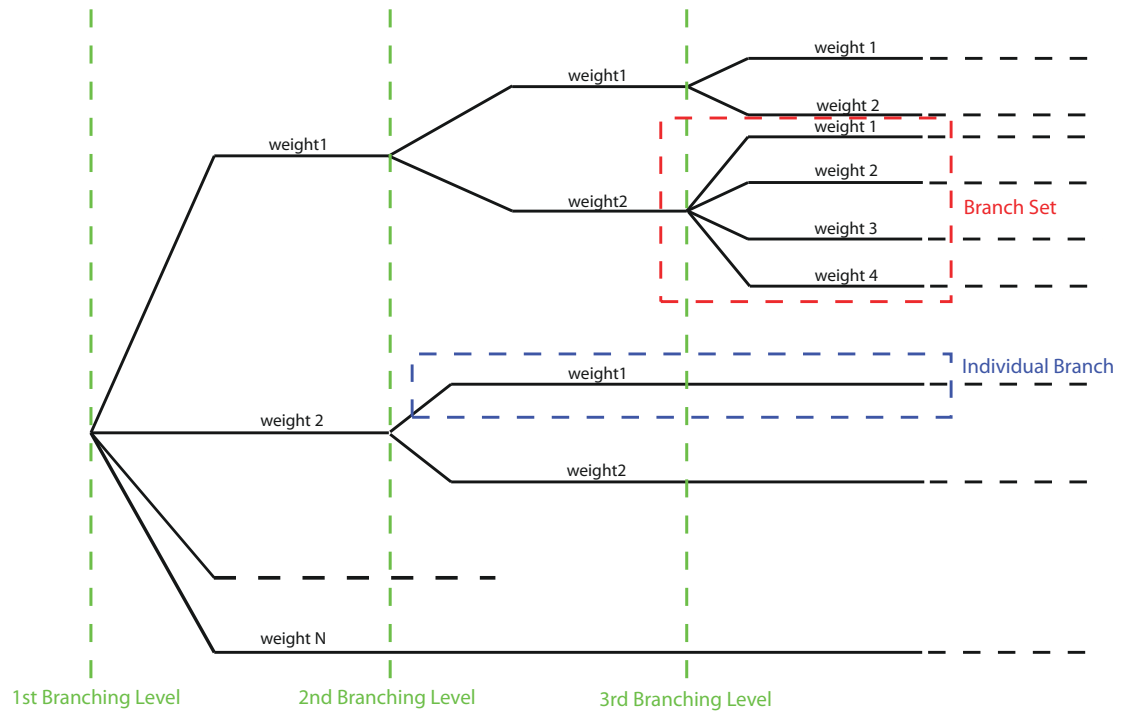 weight 1
weight1
weight 2
weight 1
weight1
weight 2
weight2
Branch Set
weight 3
weight 4
Individual Branch
weight1
weight 2
weight2
weight N
1st Branching Level
2nd Branching Level
3rd Branching Level